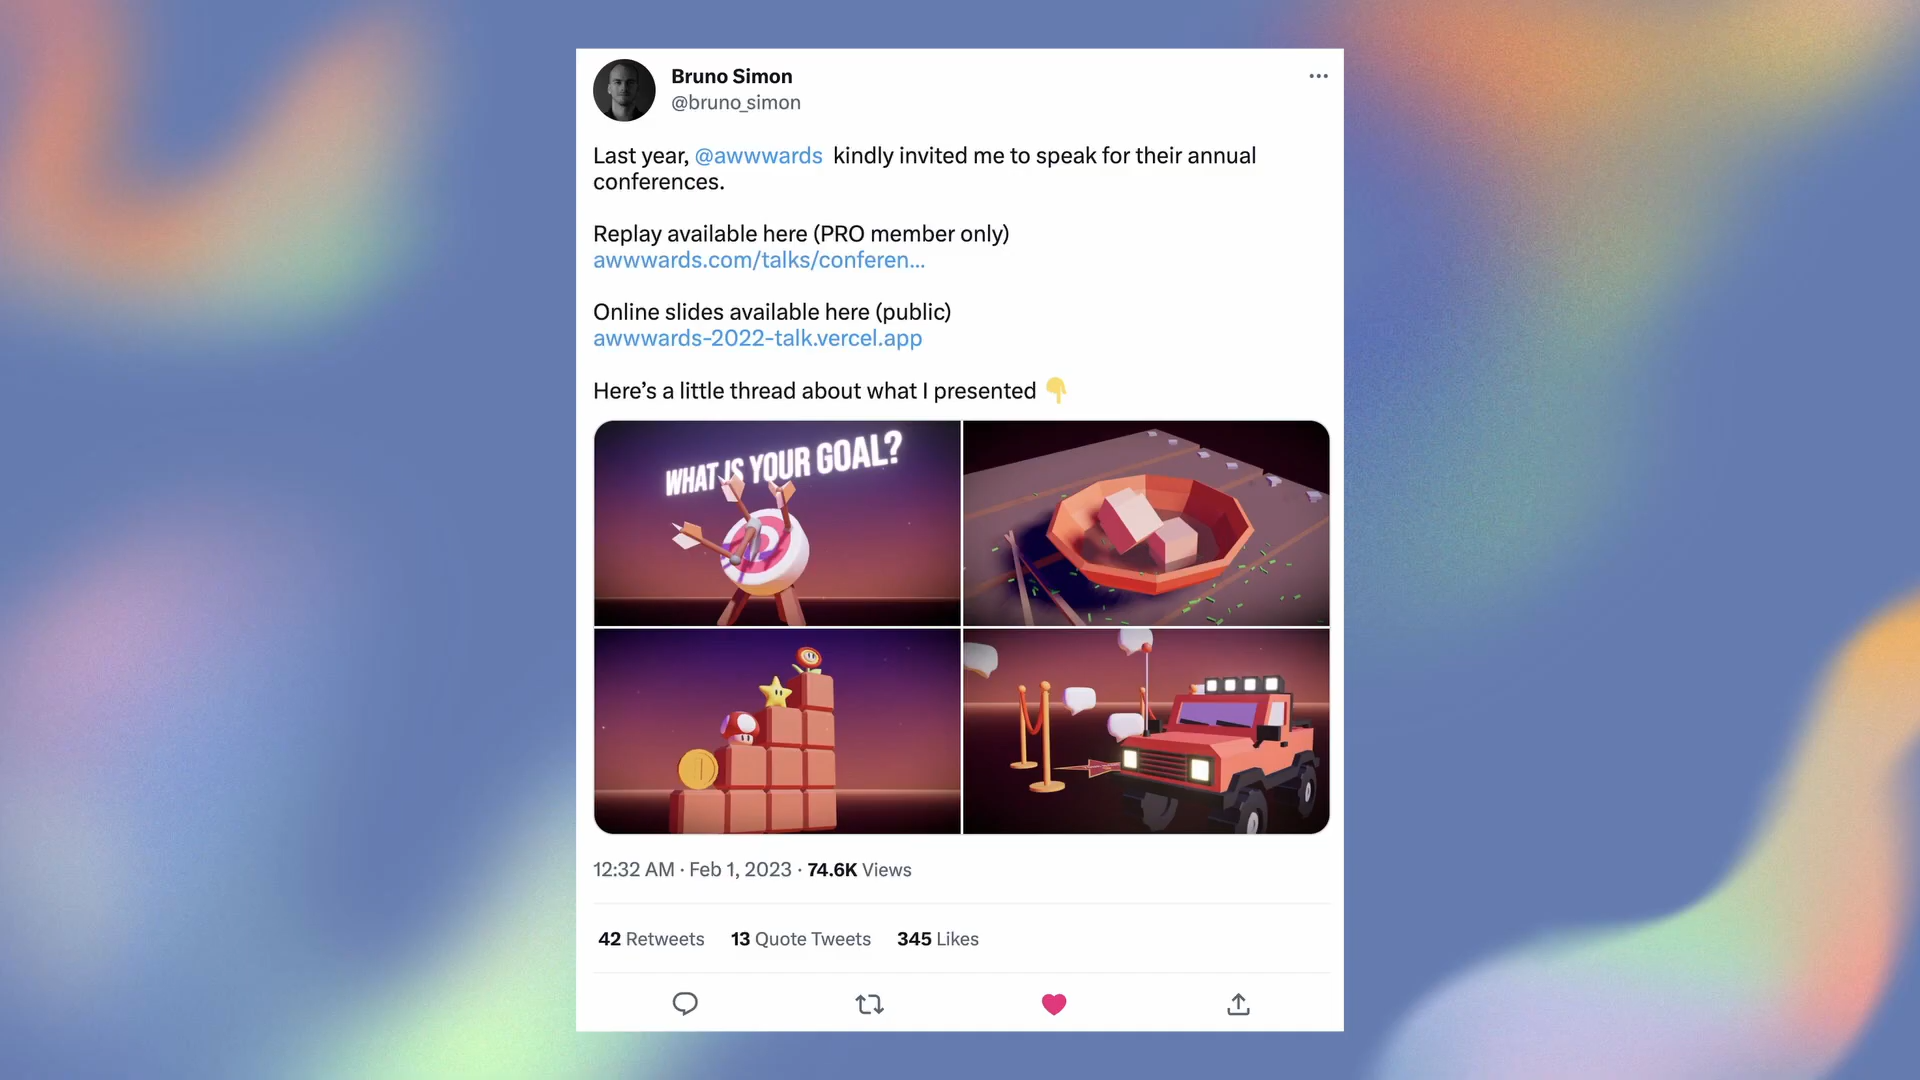 Bruno Simon
@bruno_simon
Last year, @awwwards kindly invited me to speak for their annual
conferences.
Replay available here (PRO member only)
awwwards.com/talks/conferen...
Online slides available here (public)
awwwards-2022-talk.vercel.app
Here’s a little thread about what I presented 👇
WHAT IS YOUR GOAL?
12:32 AM · Feb 1, 2023 · 74.6K Views
42 Retweets 13 Quote Tweets 345 Likes